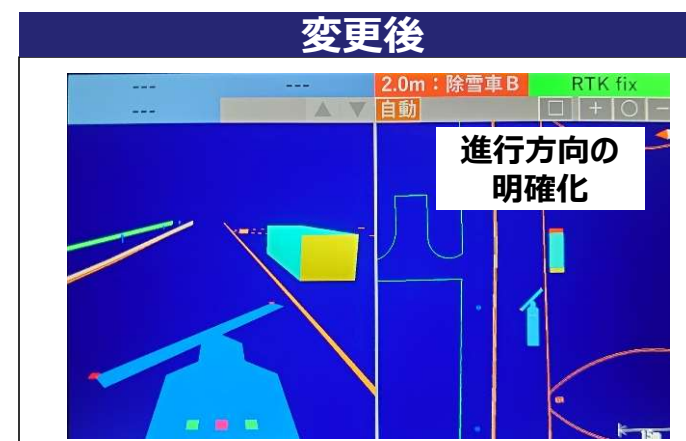 変更後
---
---
2.0m：除雪車B
RTK fix
---
自動
進行方向の
明確化